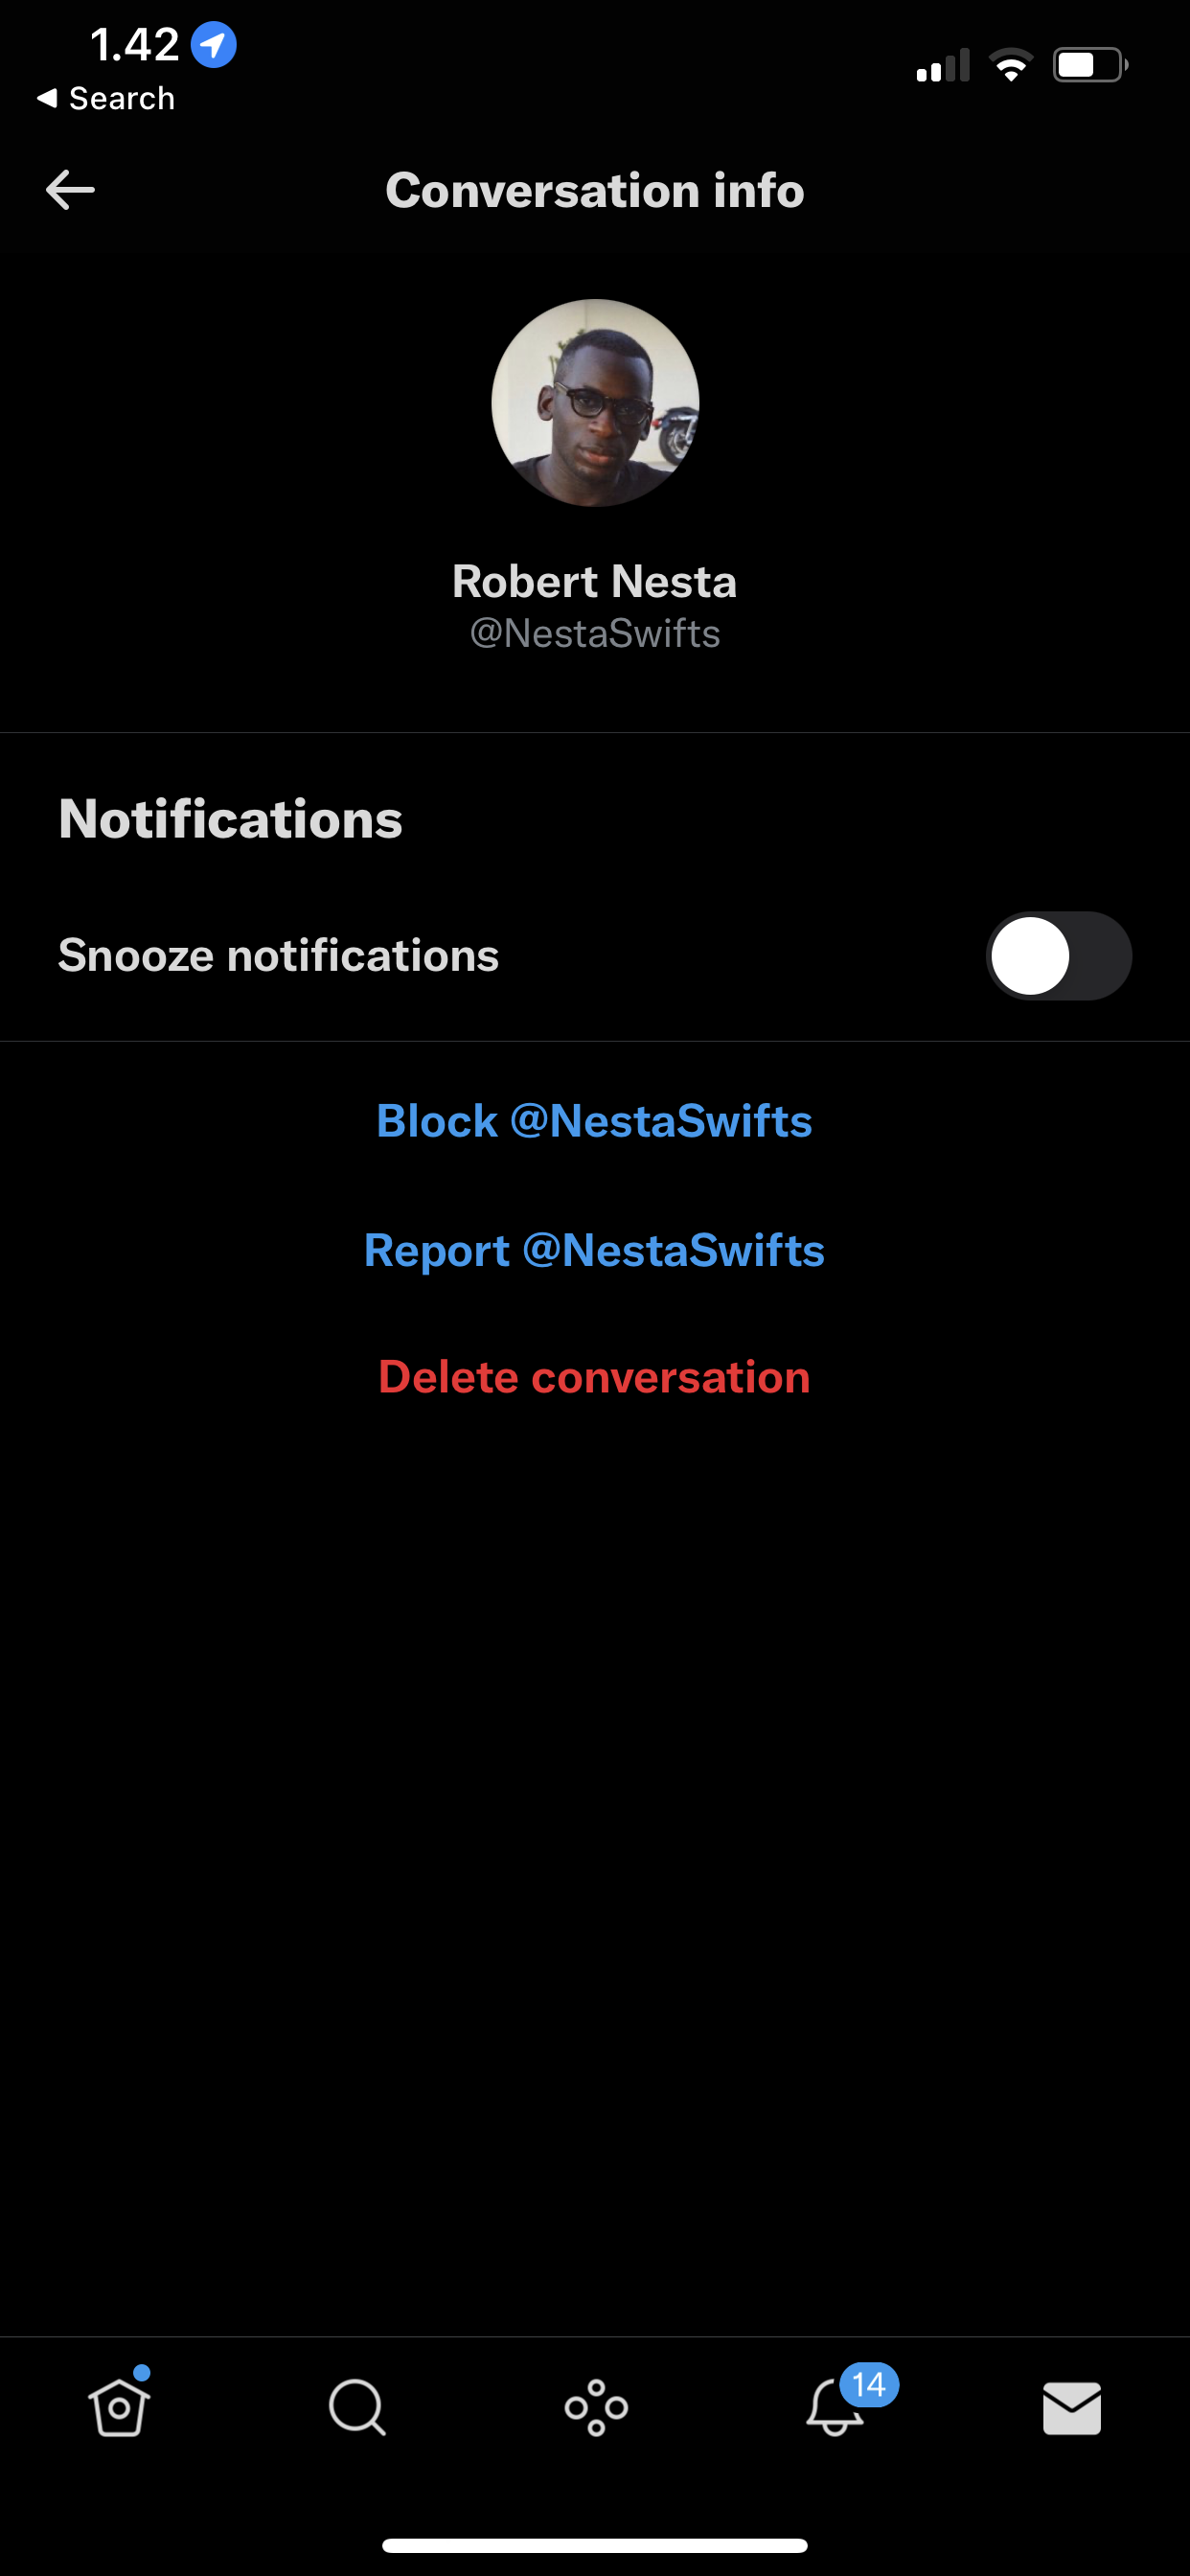 1.42
Search
Conversation info
Robert Nesta
@NestaSwifts
Notifications
Snooze notifications
Block @NestaSwifts
Report @NestaSwifts
Delete conversation
14